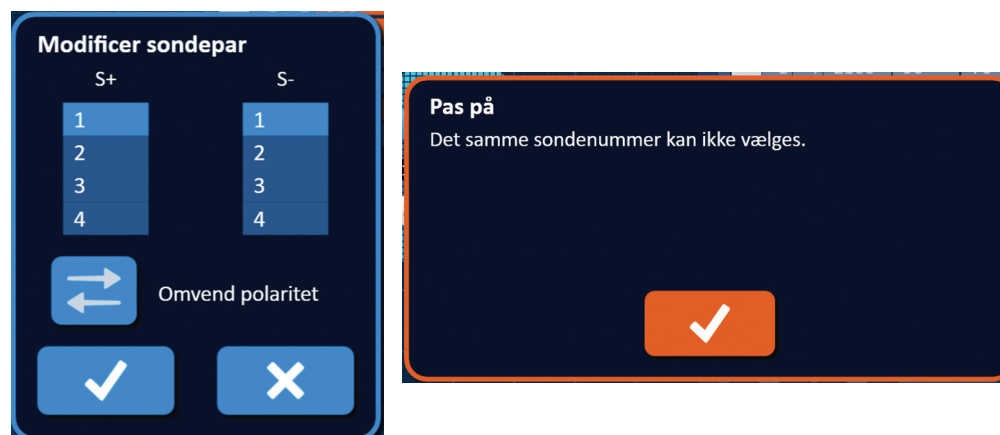 Modificer sondepar
S+ S-
1 1
2 2
3 3
4 4
Omvend polaritet
Pas på
Det samme sondenummer kan ikke vælges.